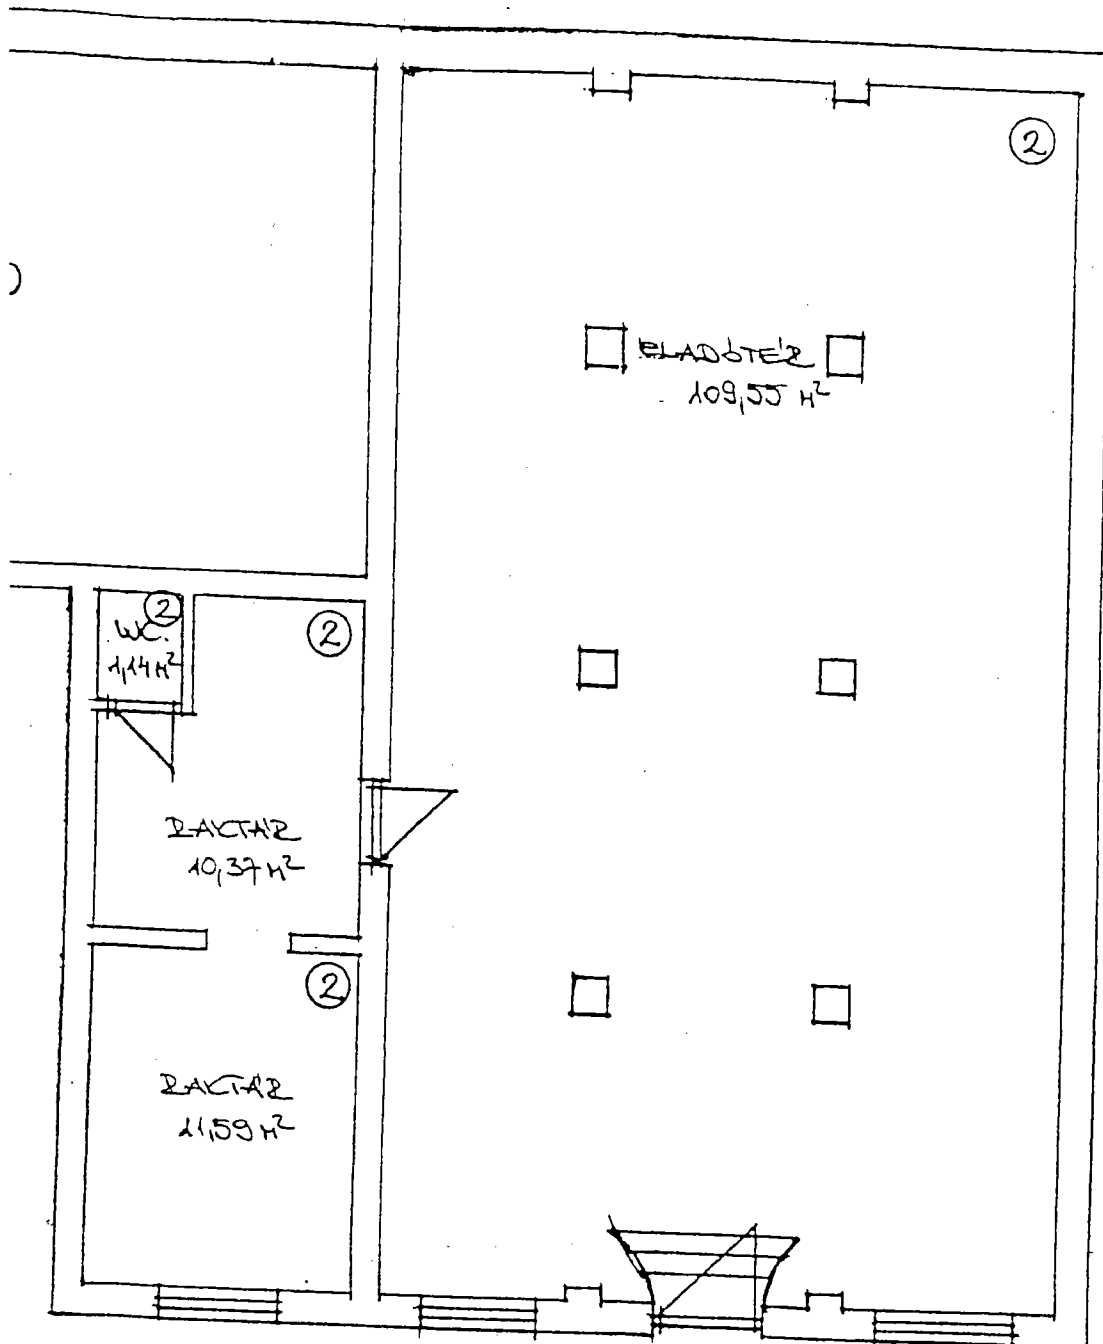 2
ELADÓTÉR
109,55 M²
2
WC.
1,14 M²
2
RAKTÁR
10,37 M²
2
RAKTÁR
11,59 M²